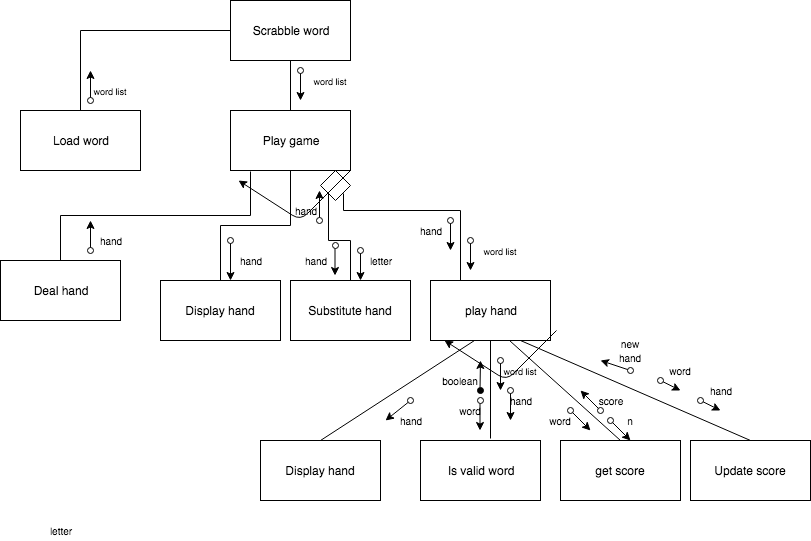 Scrabble word
word list
word list
Load word
Play game
hand
hand
hand
word list
hand
hand
letter
Deal hand
Display hand
Substitute hand
play hand
new
hand
word list
word
boolean
hand
hand
score
word
hand
word
n
Display hand
Is valid word
get score
Update score
letter